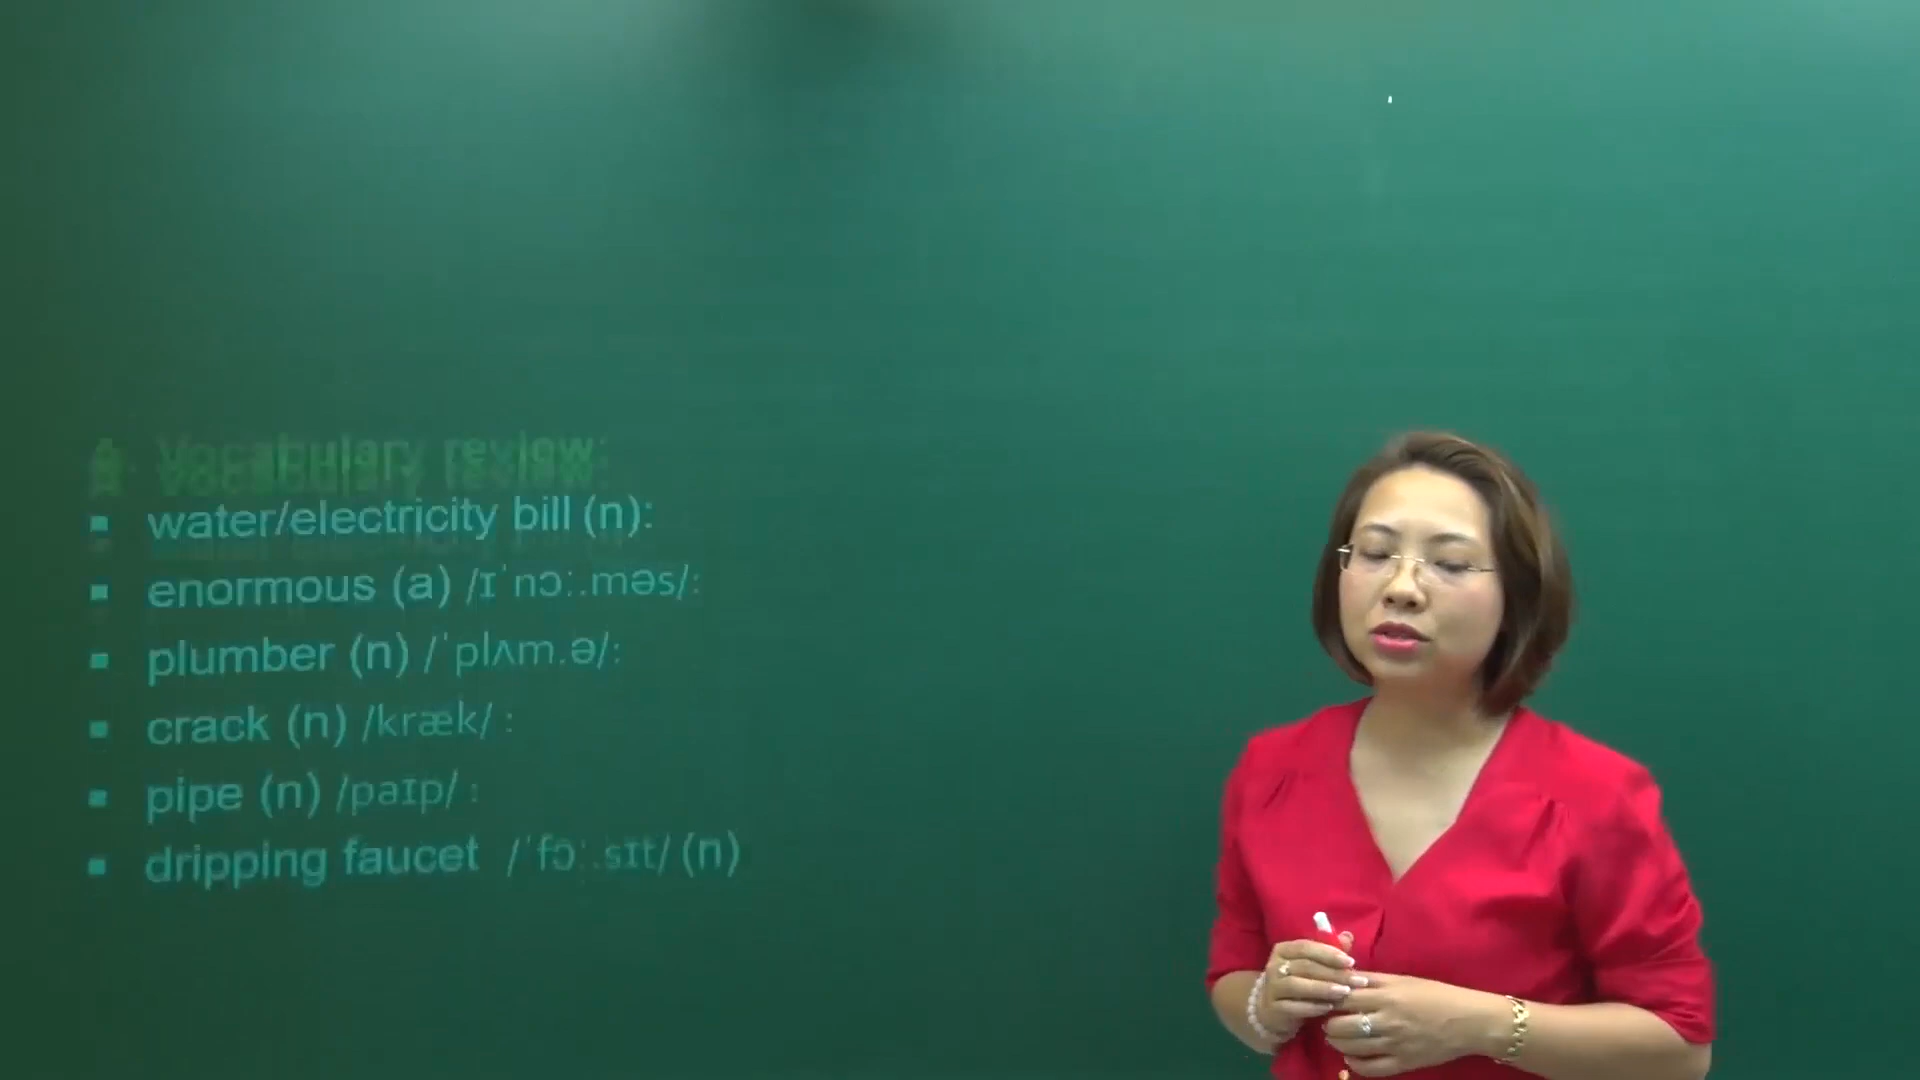 A. Vocabulary review:
▪ water/electricity bill (n):
▪ enormous (a) /ɪˈnɔː.məs/:
▪ plumber (n) /ˈplʌm.ə/:
▪ crack (n) /kræk/ :
▪ pipe (n) /paɪp/ :
▪ dripping faucet /ˈfɔː.sɪt/ (n)